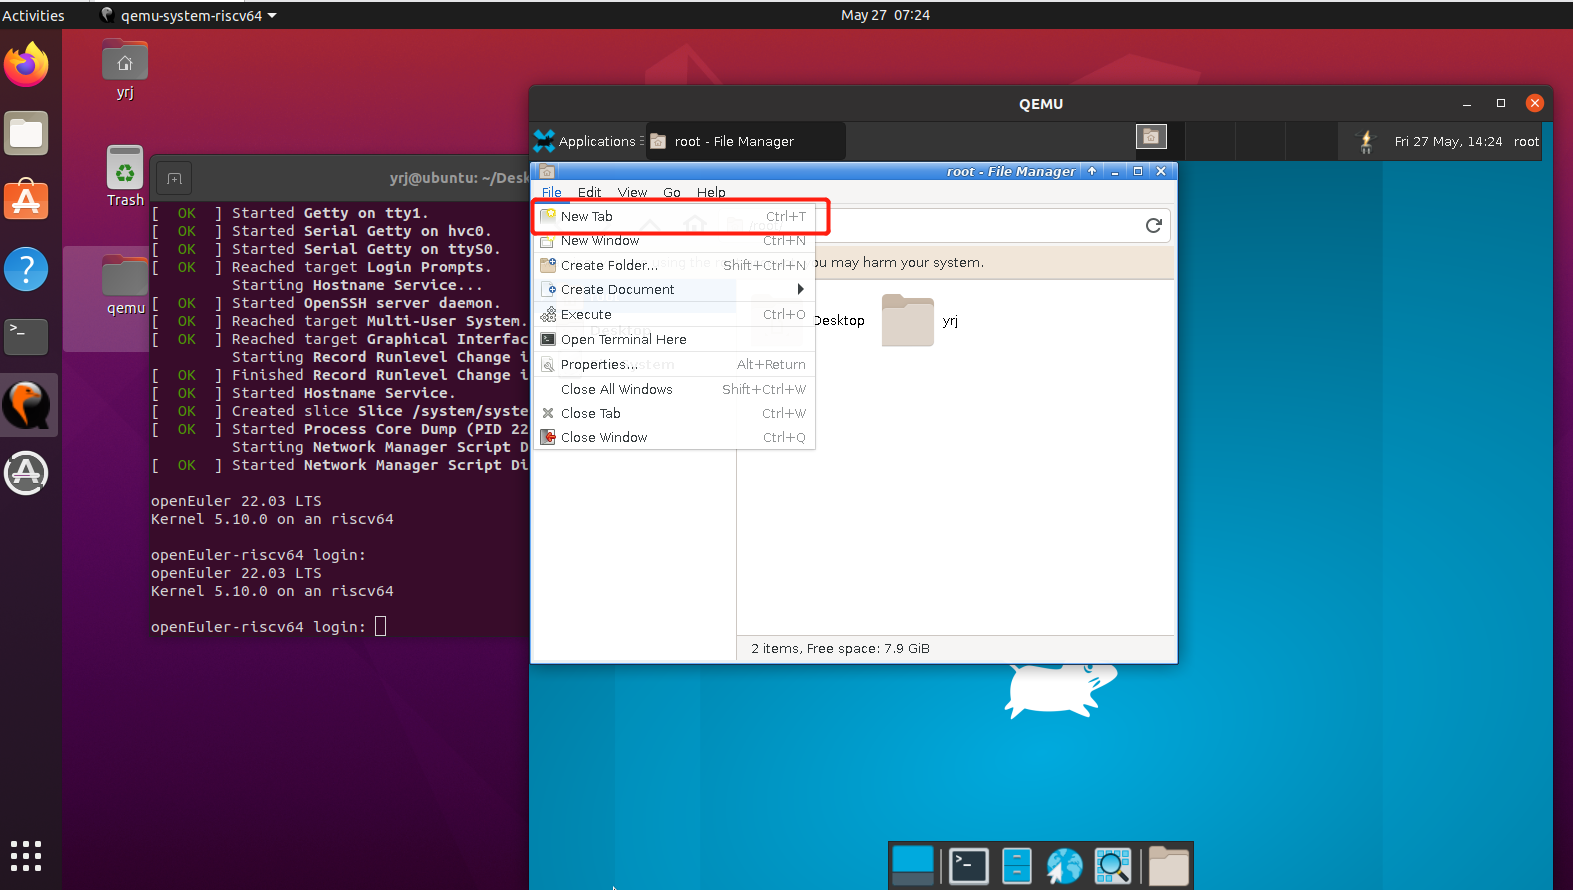 Activities
qemu-system-riscv64
May 27 07:24
yrj
Trash
qemu
yrj@ubuntu: ~/Desk
[ OK ] Started Getty on tty1.
[ OK ] Started Serial Getty on hvc0.
[ OK ] Started Serial Getty on ttyS0.
[ OK ] Reached target Login Prompts.
Starting Hostname Service...
[ OK ] Started OpenSSH server daemon.
[ OK ] Reached target Multi-User System.
[ OK ] Reached target Graphical Interfac
Starting Record Runlevel Change i
[ OK ] Finished Record Runlevel Change i
[ OK ] Started Hostname Service.
[ OK ] Created slice Slice /system/syste
[ OK ] Started Process Core Dump (PID 22
Starting Network Manager Script D
[ OK ] Started Network Manager Script Di
openEuler 22.03 LTS
Kernel 5.10.0 on an riscv64
openEuler-riscv64 login:
openEuler 22.03 LTS
Kernel 5.10.0 on an riscv64
openEuler-riscv64 login:
QEMU
Applications
root - File Manager
Fri 27 May, 14:24
root
root - File Manager
File Edit View Go Help
New Tab Ctrl+T
New Window Ctrl+N
Create Folder... Shift+Ctrl+N
Create Document
Execute Ctrl+O
Open Terminal Here
Properties... Alt+Return
Close All Windows Shift+Ctrl+W
Close Tab Ctrl+W
Close Window Ctrl+Q
/root/
using the ou may harm your system.
Desktop
Desktop
yrj
2 items, Free space: 7.9 GiB